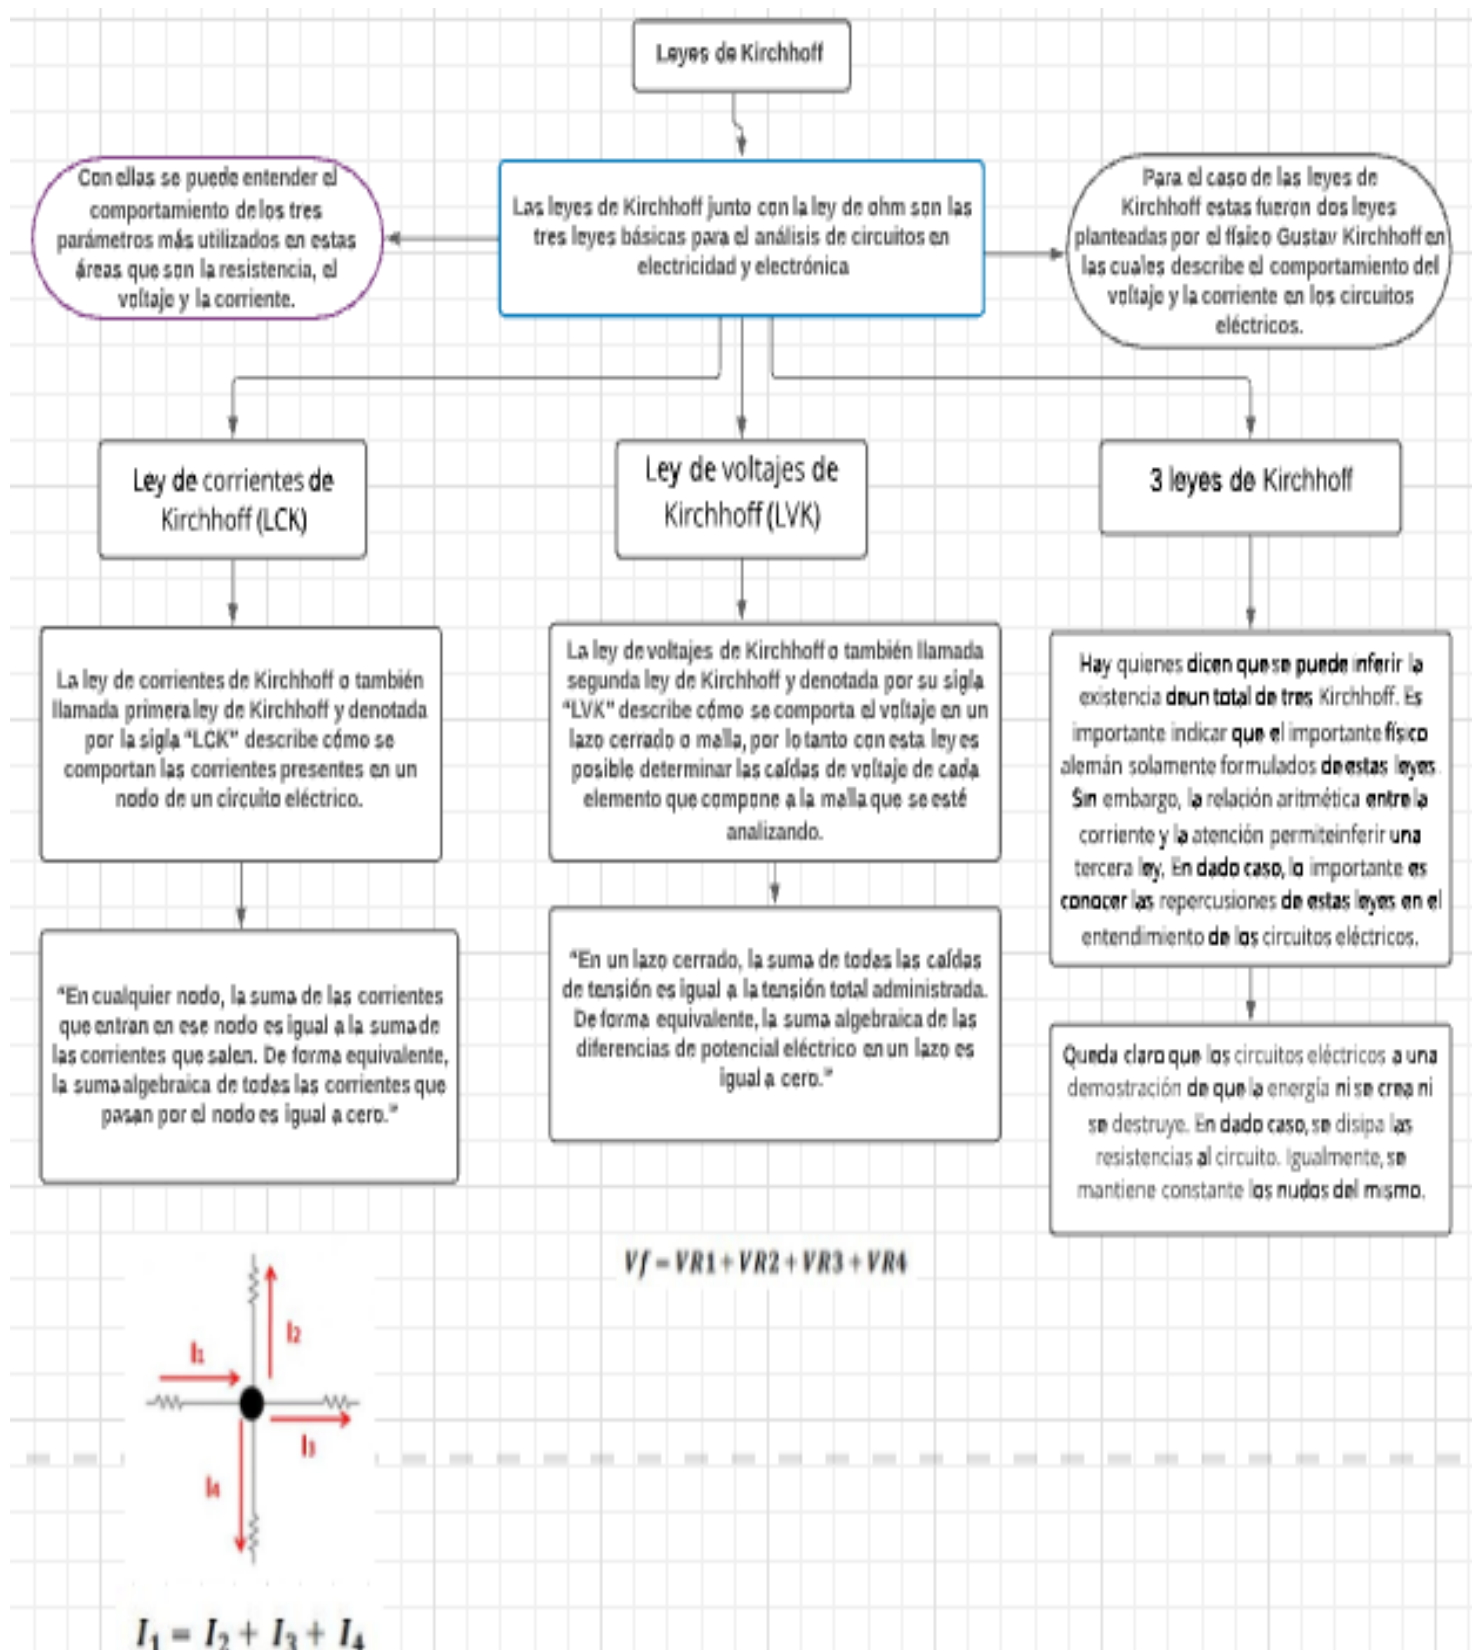 Leyes de Kirchhoff
Con ellas se puede entender el
comportamiento de los tres
parámetros más utilizados en estas
áreas que son la resistencia, el
voltaje y la corriente.
Las leyes de Kirchhoff junto con la ley de ohm son las
tres leyes básicas para el análisis de circuitos en
electricidad y electrónica
Para el caso de las leyes de
Kirchhoff estas fueron dos leyes
planteadas por el físico Gustav Kirchhoff en
las cuales describe el comportamiento del
voltaje y la corriente en los circuitos
eléctricos.
Ley de corrientes de
Kirchhoff (LCK)
La ley de corrientes de Kirchhoff o también
llamada primera ley de Kirchhoff y denotada
por la sigla “LCK” describe cómo se
comportan las corrientes presentes en un
nodo de un circuito eléctrico.
“En cualquier nodo, la suma de las corrientes
que entran en ese nodo es igual a la suma de
las corrientes que salen. De forma equivalente,
la suma algebraica de todas las corrientes que
pasan por el nodo es igual a cero.”
I₁
I₂
I₃
I₄
I₁ = I₂ + I₃ + I₄
Ley de voltajes de
Kirchhoff (LVK)
La ley de voltajes de Kirchhoff o también llamada
segunda ley de Kirchhoff y denotada por su sigla
“LVK” describe cómo se comporta el voltaje en un
lazo cerrado o malla, por lo tanto con esta ley es
posible determinar las caídas de voltaje de cada
elemento que compone a la malla que se esté
analizando.
“En un lazo cerrado, la suma de todas las caídas
de tensión es igual a la tensión total administrada.
De forma equivalente, la suma algebraica de las
diferencias de potencial eléctrico en un lazo es
igual a cero.”
Vf = VR1 + VR2 + VR3 + VR4
3 leyes de Kirchhoff
Hay quienes dicen que se puede inferir la
existencia deun total de tres Kirchhoff. Es
importante indicar que el importante físico
alemán solamente formulados de estas leyes.
Sin embargo, la relación aritmética entre la
corriente y la atención permiteinferir una
tercera ley, En dado caso, lo importante es
conocer las repercusiones de estas leyes en el
entendimiento de los circuitos eléctricos.
Queda claro que los circuitos eléctricos a una
demostración de que la energía ni se crea ni
se destruye. En dado caso, se disipa las
resistencias al circuito. Igualmente, se
mantiene constante los nudos del mismo.